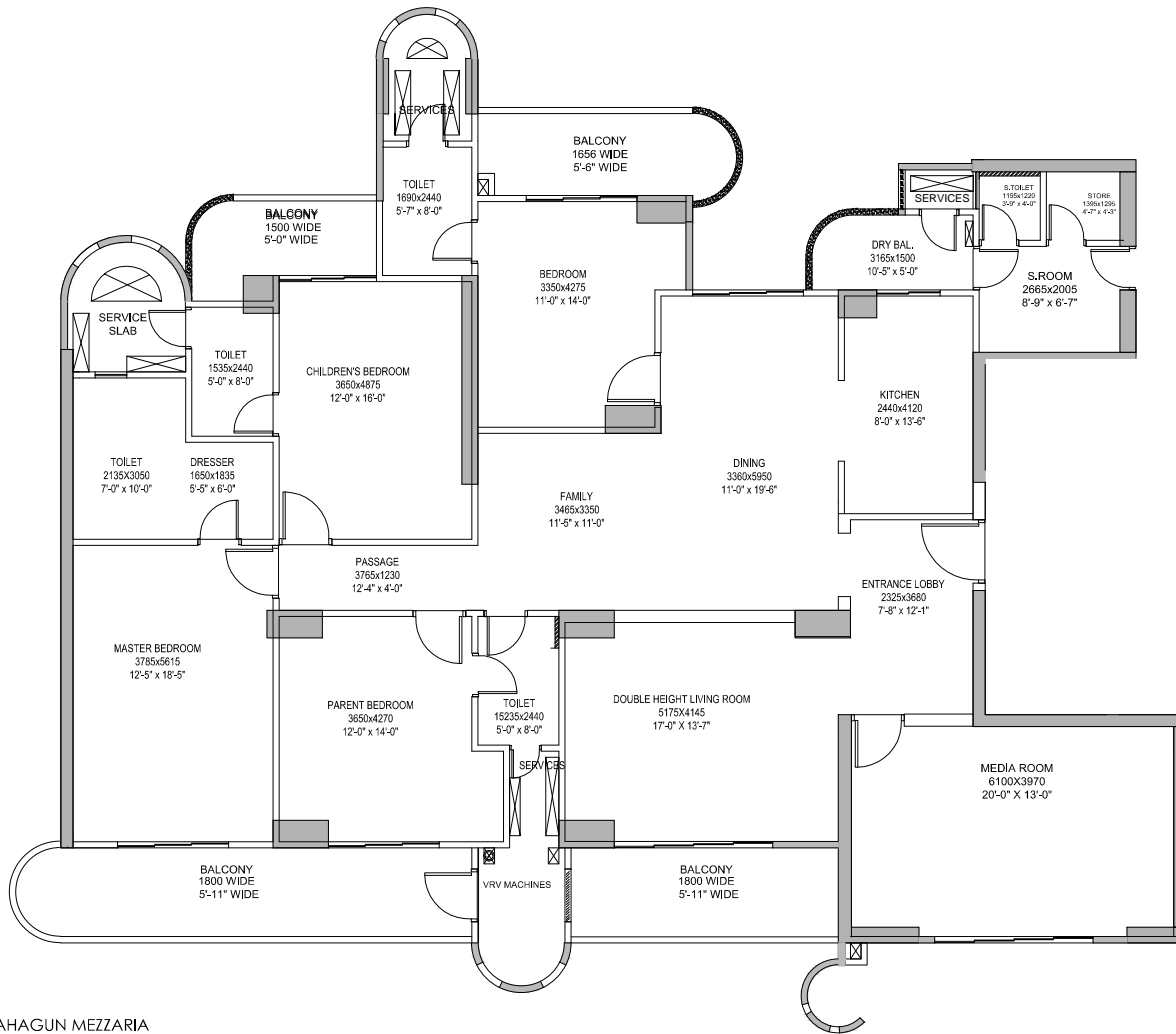 SERVICES
BALCONY
1656 WIDE
5'-6" WIDE
TOILET
1690x2440
5'-7" x 8'-0"
BALCONY
1500 WIDE
5'-0" WIDE
SERVICES
S.TOILET
1155x1220
3'-9" x 4'-0"
STORE
1395x1295
4'-7" x 4'-3"
DRY BAL.
3165x1500
10'-5" x 5'-0"
S.ROOM
2665x2005
8'-9" x 6'-7"
BEDROOM
3350x4275
11'-0" x 14'-0"
SERVICE
SLAB
TOILET
1535x2440
5'-0" x 8'-0"
CHILDREN'S BEDROOM
3650x4875
12'-0" x 16'-0"
KITCHEN
2440x4120
8'-0" x 13'-6"
TOILET
2135X3050
7'-0" x 10'-0"
DRESSER
1650x1835
5'-5" x 6'-0"
DINING
3360x5950
11'-0" x 19'-6"
FAMILY
3465x3350
11'-5" x 11'-0"
PASSAGE
3765x1230
12'-4" x 4'-0"
ENTRANCE LOBBY
2325x3680
7'-8" x 12'-1"
MASTER BEDROOM
3785x5615
12'-5" x 18'-5"
PARENT BEDROOM
3650x4270
12'-0" x 14'-0"
TOILET
15235x2440
5'-0" x 8'-0"
DOUBLE HEIGHT LIVING ROOM
5175X4145
17'-0" X 13'-7"
SERVICES
MEDIA ROOM
6100X3970
20'-0" X 13'-0"
BALCONY
1800 WIDE
5'-11" WIDE
VRV MACHINES
BALCONY
1800 WIDE
5'-11" WIDE
AHAGUN MEZZARIA